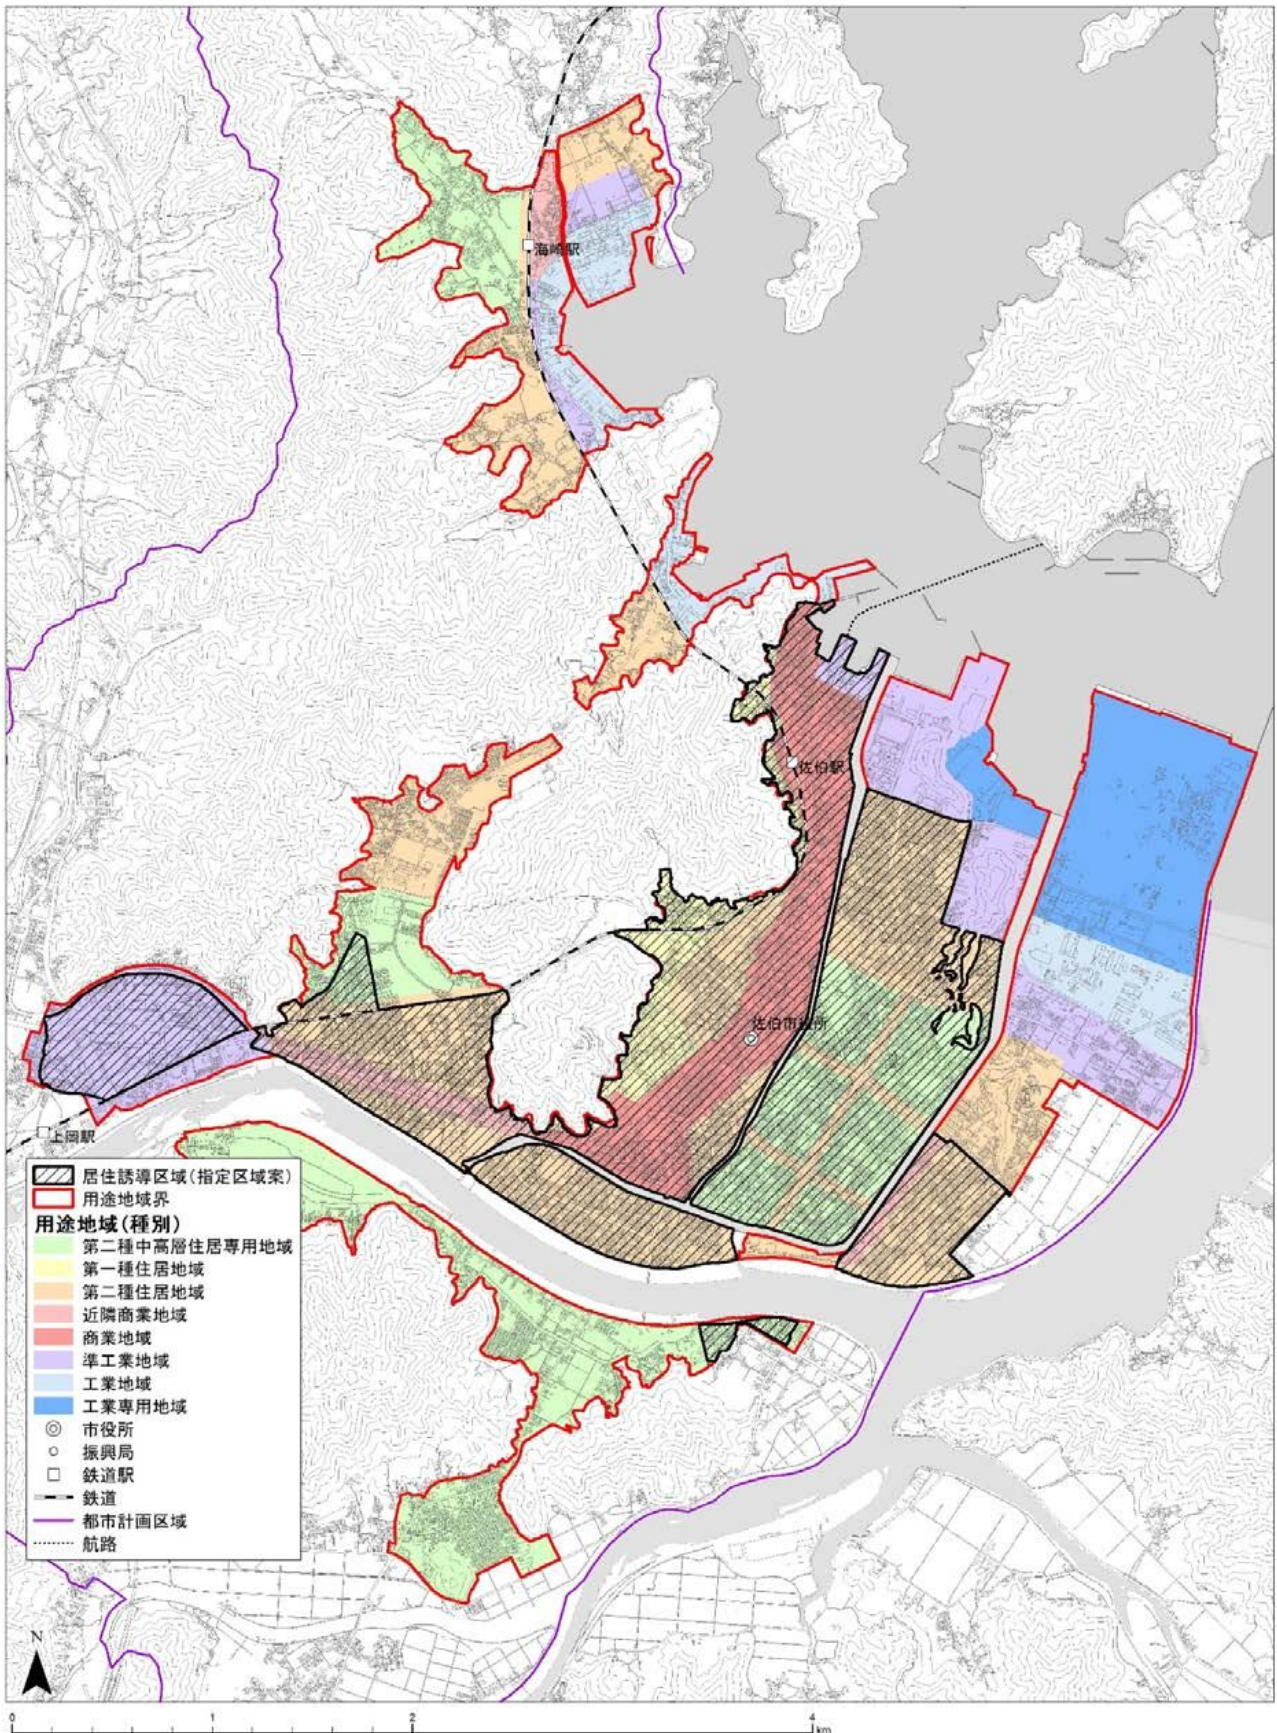 海崎駅
佐伯駅
佐伯市役所
上岡駅
居住誘導区域(指定区域案)
用途地域界
用途地域(種別)
第二種中高層住居専用地域
第一種住居地域
第二種住居地域
近隣商業地域
商業地域
準工業地域
工業地域
工業専用地域
市役所
振興局
鉄道駅
鉄道
都市計画区域
航路
N
0 1 2 4
km